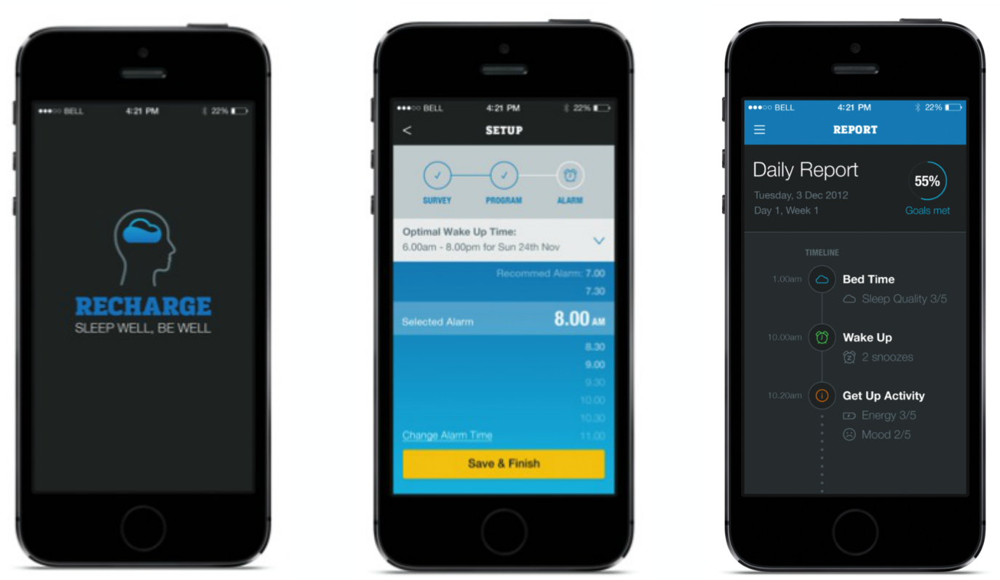 BELL 4:21 PM 22%
RECHARGE
SLEEP WELL, BE WELL
BELL 4:21 PM 22%
< SETUP
SURVEY PROGRAM ALARM
Optimal Wake Up Time:
6.00am - 8.00pm for Sun 24th Nov
Recommed Alarm: 7.00
7.30
Selected Alarm 8.00 AM
8.30
9.00
9.30
10.00
10.30
Change Alarm Time 11.00
Save & Finish
BELL 4:21 PM 22%
REPORT
Daily Report
55%
Tuesday, 3 Dec 2012
Day 1, Week 1 Goals met
TIMELINE
1.00am Bed Time
Sleep Quality 3/5
10.00am Wake Up
2 snoozes
10.20am Get Up Activity
Energy 3/5
Mood 2/5